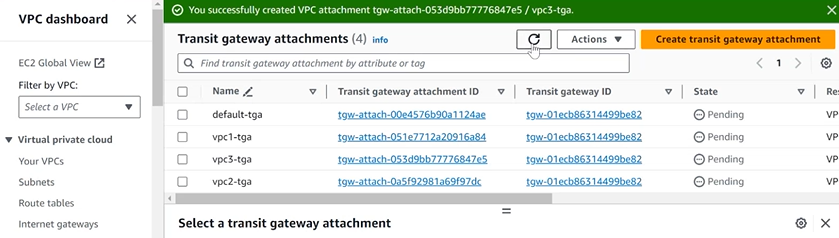 You successfully created VPC attachment tgw-attach-053d9bb77776847e5 / vpc3-tga.
VPC dashboard
EC2 Global View
Filter by VPC:
Select a VPC
Virtual private cloud
Your VPCs
Subnets
Route tables
Internet gateways
Transit gateway attachments (4) info
Actions
Create transit gateway attachment
Find transit gateway attachment by attribute or tag
1
Name Transit gateway attachment ID Transit gateway ID State Res
default-tga tgw-attach-00e4576b90a1124ae tgw-01ecb86314499be82 Pending VP
vpc1-tga tgw-attach-051e7712a20916a84 tgw-01ecb86314499be82 Pending VP
vpc3-tga tgw-attach-053d9bb77776847e5 tgw-01ecb86314499be82 Pending VP
vpc2-tga tgw-attach-0a5f92981a69f97dc tgw-01ecb86314499be82 Pending VP
Select a transit gateway attachment